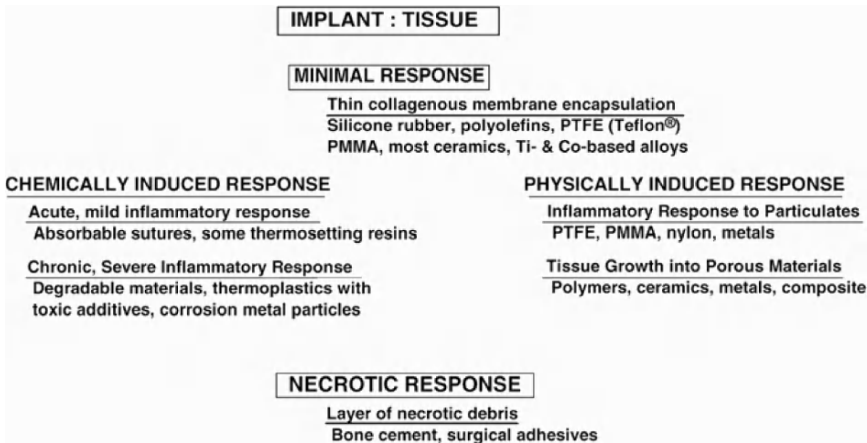 IMPLANT : TISSUE
MINIMAL RESPONSE
Thin collagenous membrane encapsulation
Silicone rubber, polyolefins, PTFE (Teflon®)
PMMA, most ceramics, Ti- & Co-based alloys
CHEMICALLY INDUCED RESPONSE
Acute, mild inflammatory response
Absorbable sutures, some thermosetting resins
Chronic, Severe Inflammatory Response
Degradable materials, thermoplastics with
toxic additives, corrosion metal particles
PHYSICALLY INDUCED RESPONSE
Inflammatory Response to Particulates
PTFE, PMMA, nylon, metals
Tissue Growth into Porous Materials
Polymers, ceramics, metals, composite
NECROTIC RESPONSE
Layer of necrotic debris
Bone cement, surgical adhesives